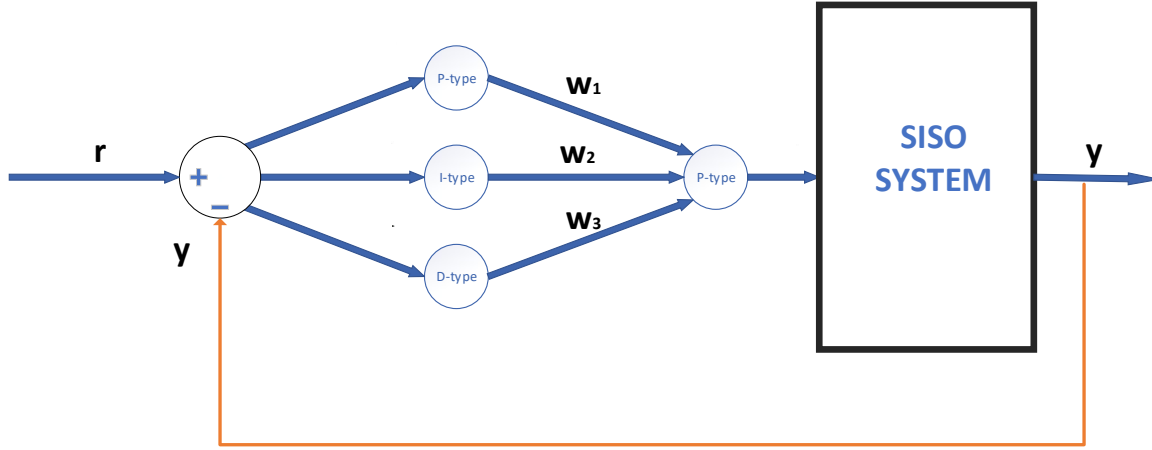 P-type
w1
r
+
−
I-type
w2
P-type
SISO
SYSTEM
y
w3
y
D-type